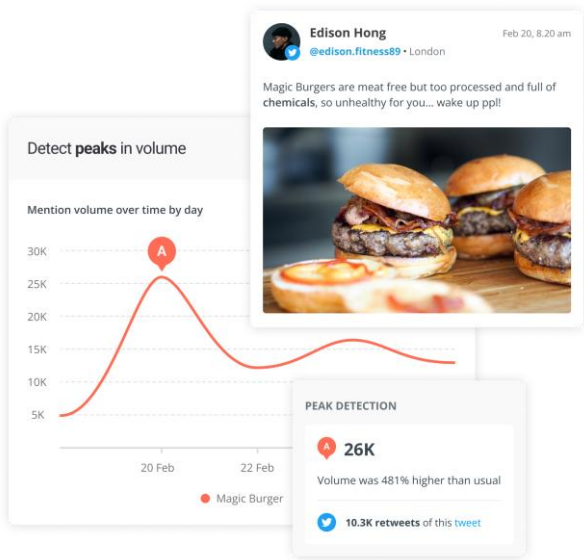 Edison Hong
Feb 20, 8.20 am
@edison.fitness89 • London
Magic Burgers are meat free but too processed and full of
chemicals, so unhealthy for you... wake up ppl!
Detect peaks in volume
Mention volume over time by day
30K
25K
20K
15K
10K
5K
A
20 Feb
22 Feb
Magic Burger
PEAK DETECTION
A
26K
Volume was 481% higher than usual
10.3K retweets of this tweet